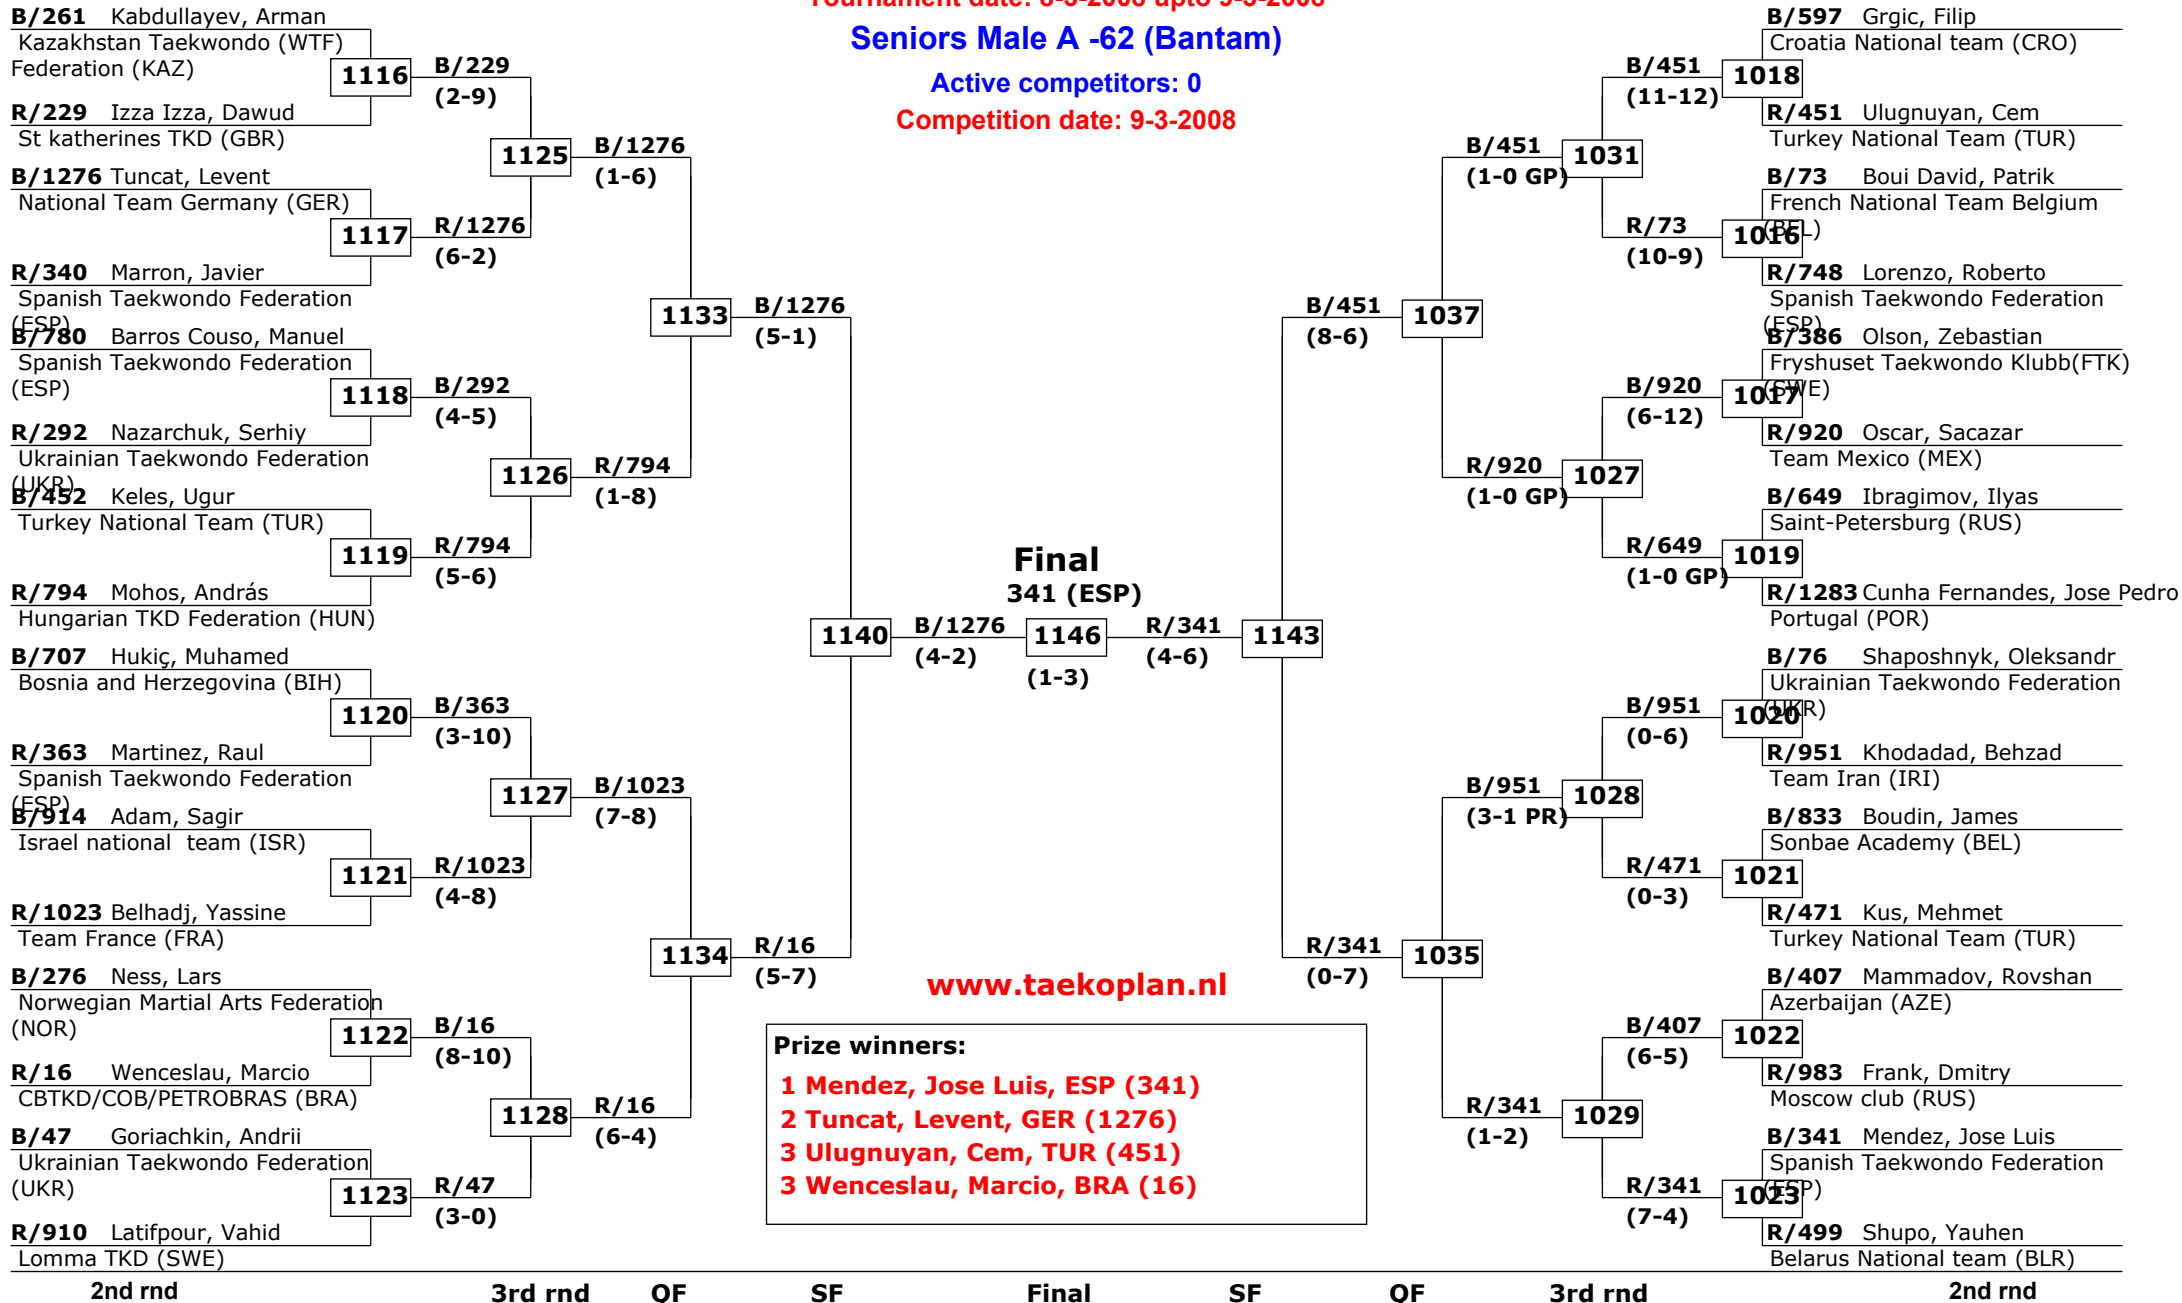 Tournament date: 8-3-2008 upto 9-3-2008
Seniors Male A -62 (Bantam)
Active competitors: 0
Competition date: 9-3-2008
B/261 Kabdullayev, Arman
Kazakhstan Taekwondo (WTF)
Federation (KAZ)
R/229 Izza Izza, Dawud
St katherines TKD (GBR)
B/1276 Tuncat, Levent
National Team Germany (GER)
R/340 Marron, Javier
Spanish Taekwondo Federation
(ESP)
B/780 Barros Couso, Manuel
Spanish Taekwondo Federation
(ESP)
R/292 Nazarchuk, Serhiy
Ukrainian Taekwondo Federation
(UKR)
B/452 Keles, Ugur
Turkey National Team (TUR)
R/794 Mohos, András
Hungarian TKD Federation (HUN)
B/707 Hukiç, Muhamed
Bosnia and Herzegovina (BIH)
R/363 Martinez, Raul
Spanish Taekwondo Federation
(ESP)
B/914 Adam, Sagir
Israel national team (ISR)
R/1023 Belhadj, Yassine
Team France (FRA)
B/276 Ness, Lars
Norwegian Martial Arts Federation
(NOR)
R/16 Wenceslau, Marcio
CBTKD/COB/PETROBRAS (BRA)
B/47 Goriachkin, Andrii
Ukrainian Taekwondo Federation
(UKR)
R/910 Latifpour, Vahid
Lomma TKD (SWE)
1116
1117
1118
1119
1120
1121
1122
1123
B/229
(2-9)
R/1276
(6-2)
B/292
(4-5)
R/794
(5-6)
B/363
(3-10)
R/1023
(4-8)
B/16
(8-10)
R/47
(3-0)
1125
1126
1127
1128
B/1276
(1-6)
R/794
(1-8)
B/1023
(7-8)
R/16
(6-4)
1133
1134
B/1276
(5-1)
R/16
(5-7)
1140
B/1276
(4-2)
Final
341 (ESP)
1146
(1-3)
R/341
(4-6)
1143
B/451
(8-6)
R/341
(0-7)
1037
1035
B/451
(1-0 GP)
R/920
(1-0 GP)
B/951
(3-1 PR)
R/341
(1-2)
1031
1027
1028
1029
B/451
(11-12)
R/73
(10-9)
B/920
(6-12)
R/649
(1-0 GP)
B/951
(0-6)
R/471
(0-3)
B/407
(6-5)
R/341
(7-4)
1018
1016
1017
1019
1020
1021
1022
1023
B/597 Grgic, Filip
Croatia National team (CRO)
R/451 Ulugnuyan, Cem
Turkey National Team (TUR)
B/73 Boui David, Patrik
French National Team Belgium
(BEL)
R/748 Lorenzo, Roberto
Spanish Taekwondo Federation
(ESP)
B/386 Olson, Zebastian
Fryshuset Taekwondo Klubb(FTK)
(SWE)
R/920 Oscar, Sacazar
Team Mexico (MEX)
B/649 Ibragimov, Ilyas
Saint-Petersburg (RUS)
R/1283 Cunha Fernandes, Jose Pedro
Portugal (POR)
B/76 Shaposhnyk, Oleksandr
Ukrainian Taekwondo Federation
(UKR)
R/951 Khodadad, Behzad
Team Iran (IRI)
B/833 Boudin, James
Sonbae Academy (BEL)
R/471 Kus, Mehmet
Turkey National Team (TUR)
B/407 Mammadov, Rovshan
Azerbaijan (AZE)
R/983 Frank, Dmitry
Moscow club (RUS)
B/341 Mendez, Jose Luis
Spanish Taekwondo Federation
(ESP)
R/499 Shupo, Yauhen
Belarus National team (BLR)
www.taekoplan.nl
Prize winners:
1 Mendez, Jose Luis, ESP (341)
2 Tuncat, Levent, GER (1276)
3 Ulugnuyan, Cem, TUR (451)
3 Wenceslau, Marcio, BRA (16)
2nd rnd 3rd rnd QF SF Final SF QF 3rd rnd 2nd rnd